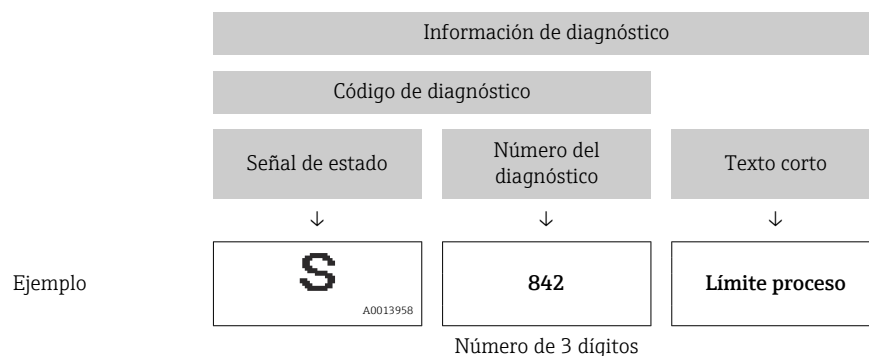 Información de diagnóstico
Código de diagnóstico
Señal de estado
Número del
diagnóstico
Texto corto
↓ ↓ ↓
Ejemplo
S
A0013958
842
Límite proceso
Número de 3 dígitos